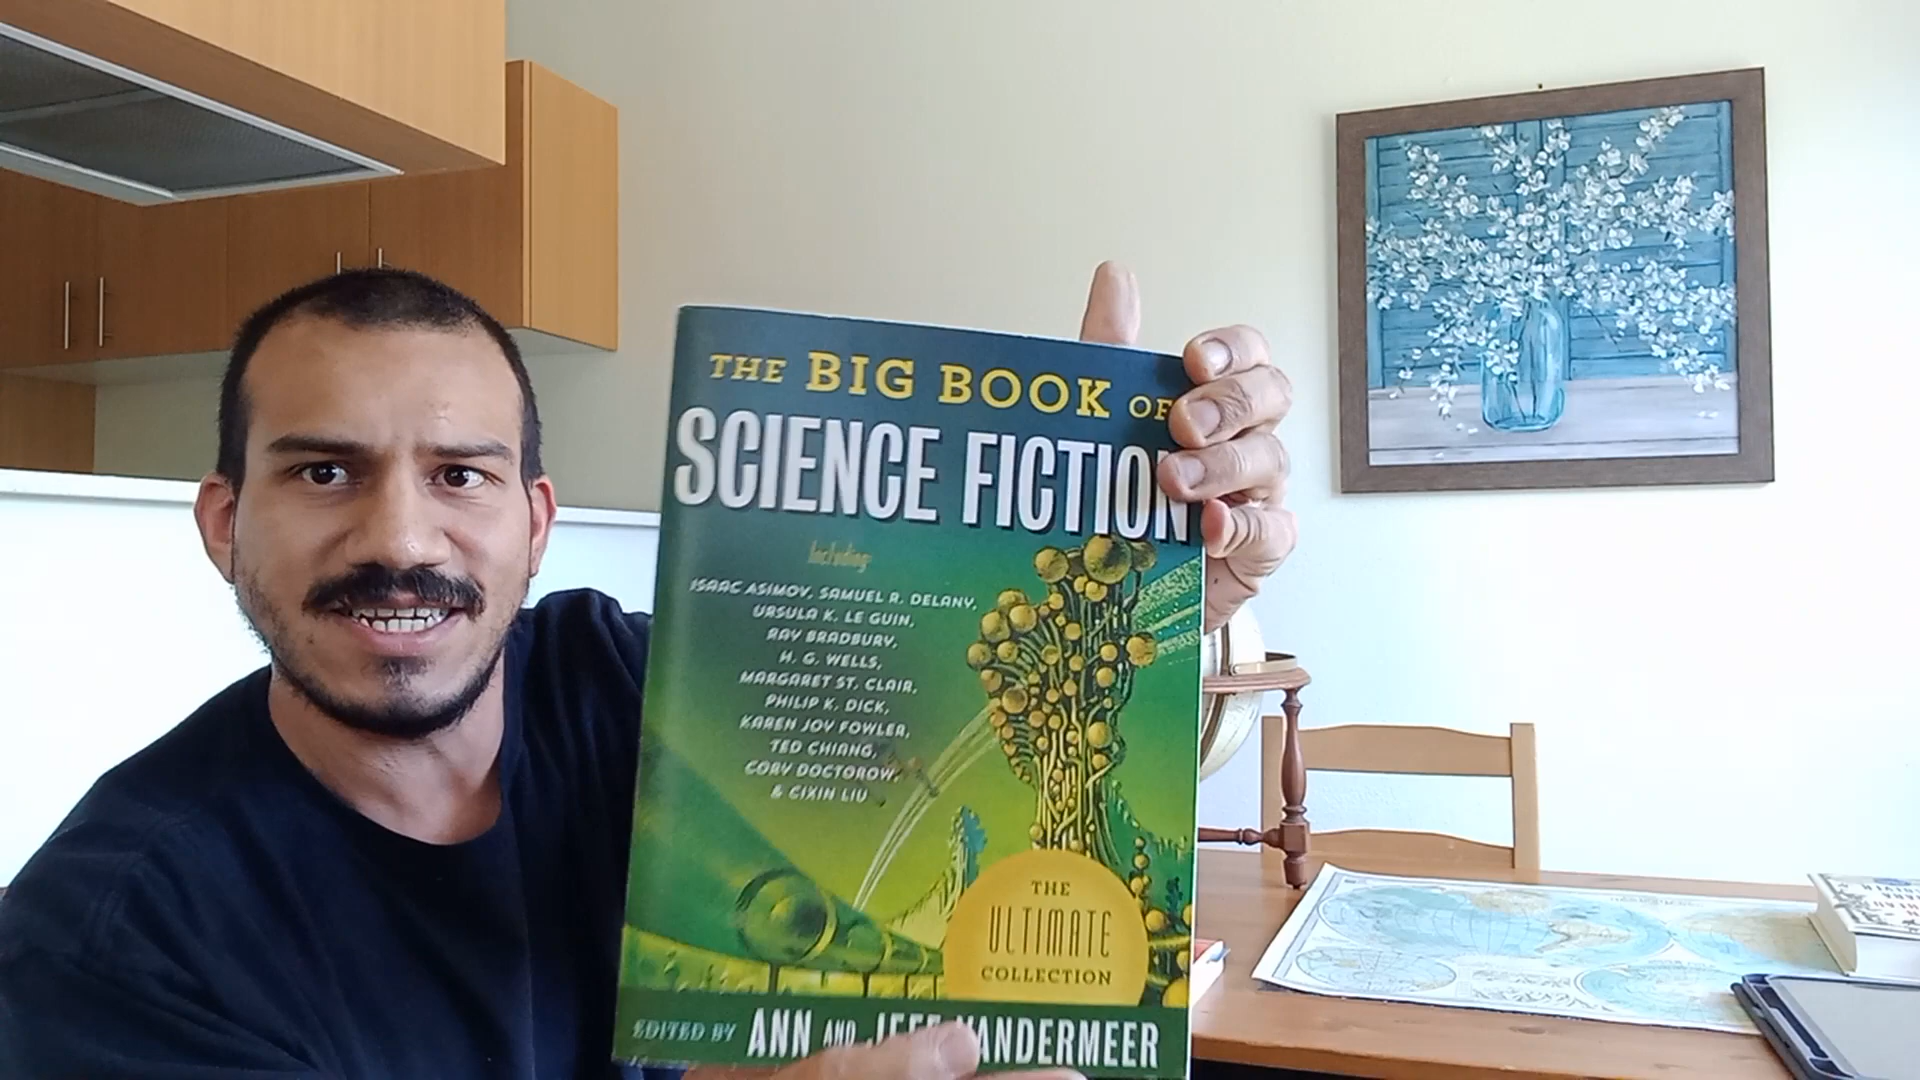 THE BIG BOOK OF
SCIENCE FICTION
Including
ISAAC ASIMOV, SAMUEL R. DELANY,
URSULA K. LE GUIN,
RAY BRADBURY,
H. G. WELLS,
MARGARET ST. CLAIR,
PHILIP K. DICK,
KAREN JOY FOWLER,
TED CHIANG,
CORY DOCTOROW,
& CIXIN LIU
THE
ULTIMATE
COLLECTION
EDITED BY ANN AND JEFF VANDERMEER